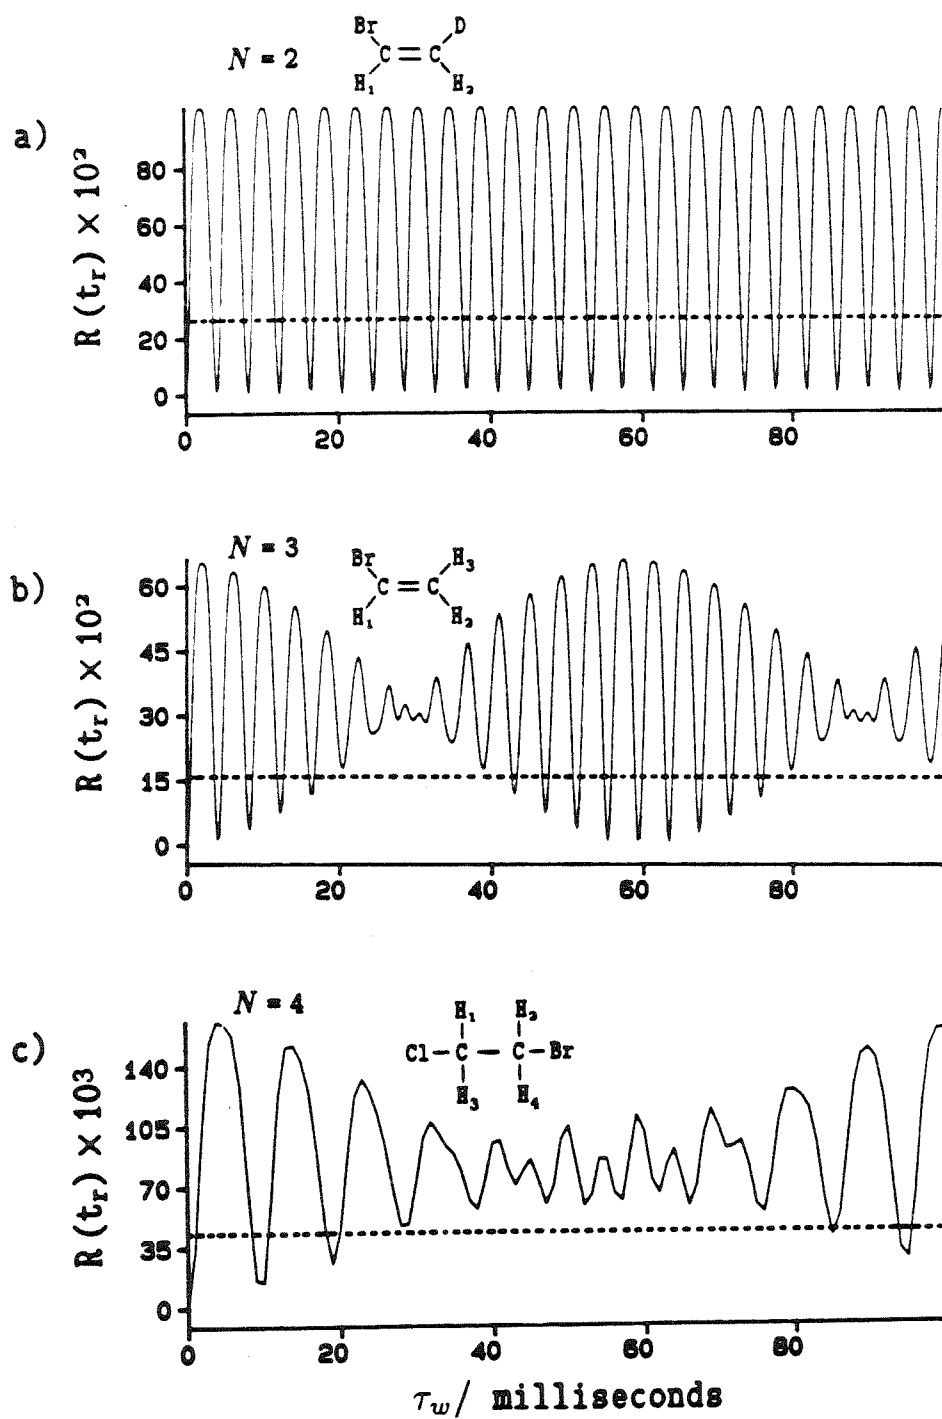 a)
N = 2
Br D
C = C
H₁ H₂
R(tᵣ) × 10²
80
60
40
20
0
0 20 40 60 80
b)
N = 3
Br H₃
C = C
H₁ H₂
R(tᵣ) × 10²
60
45
30
15
0
0 20 40 60 80
c)
N = 4
H₁ H₂
Cl — C — C — Br
H₃ H₄
R(tᵣ) × 10³
140
105
70
35
0
20 40 60 80
τ_w / milliseconds